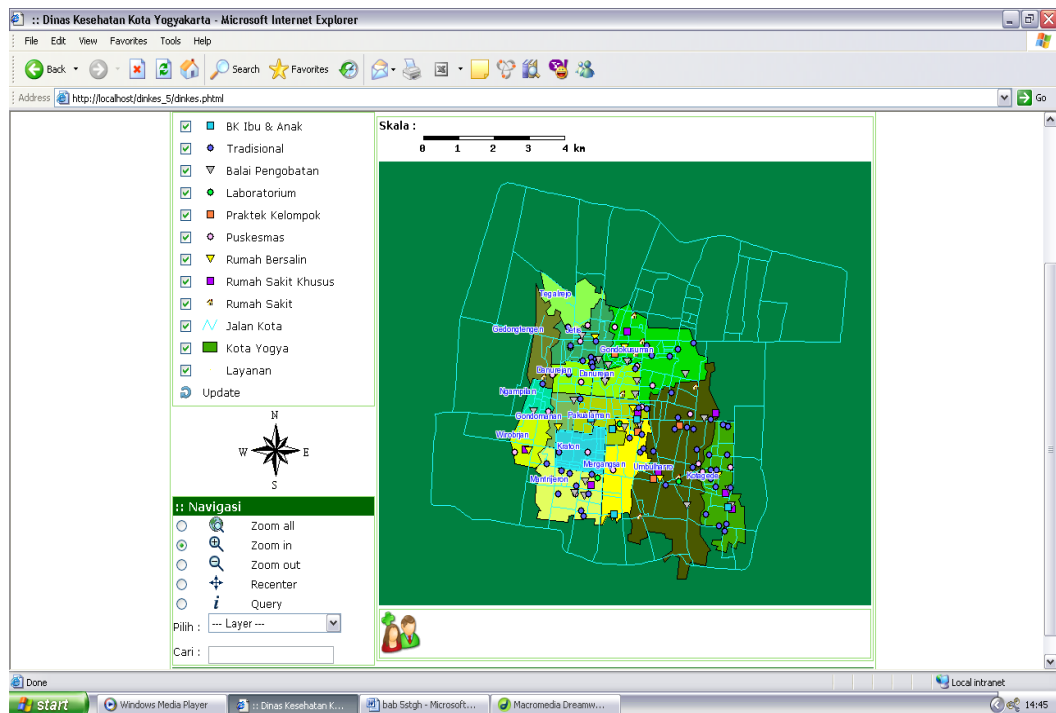 :: Dinas Kesehatan Kota Yogyakarta - Microsoft Internet Explorer
File Edit View Favorites Tools Help
Back Search Favorites
Address http://localhost/dinkes_5/dinkes.phtml Go
BK Ibu & Anak
Tradisional
Balai Pengobatan
Laboratorium
Praktek Kelompok
Puskesmas
Rumah Bersalin
Rumah Sakit Khusus
Rumah Sakit
Jalan Kota
Kota Yogya
Layanan
Update
N
W E
S
:: Navigasi
Zoom all
Zoom in
Zoom out
Recenter
Query
Pilih : --- Layer ---
Cari :
Skala :
0 1 2 3 4 km
Tegalrejo
Gedongtengen Jetis
Gondokusuman
Danurejan Danurejan
Ngampilan
Gondomanan Pakualaman
Wirobrjan
Kraton
Mergangsan Umbulharjo
Mantrijeron Kotagede
Done Local intranet
start Windows Media Player :: Dinas Kesehatan K... bab 5stgh - Microsoft... Macromedia Dreamw... 14:45